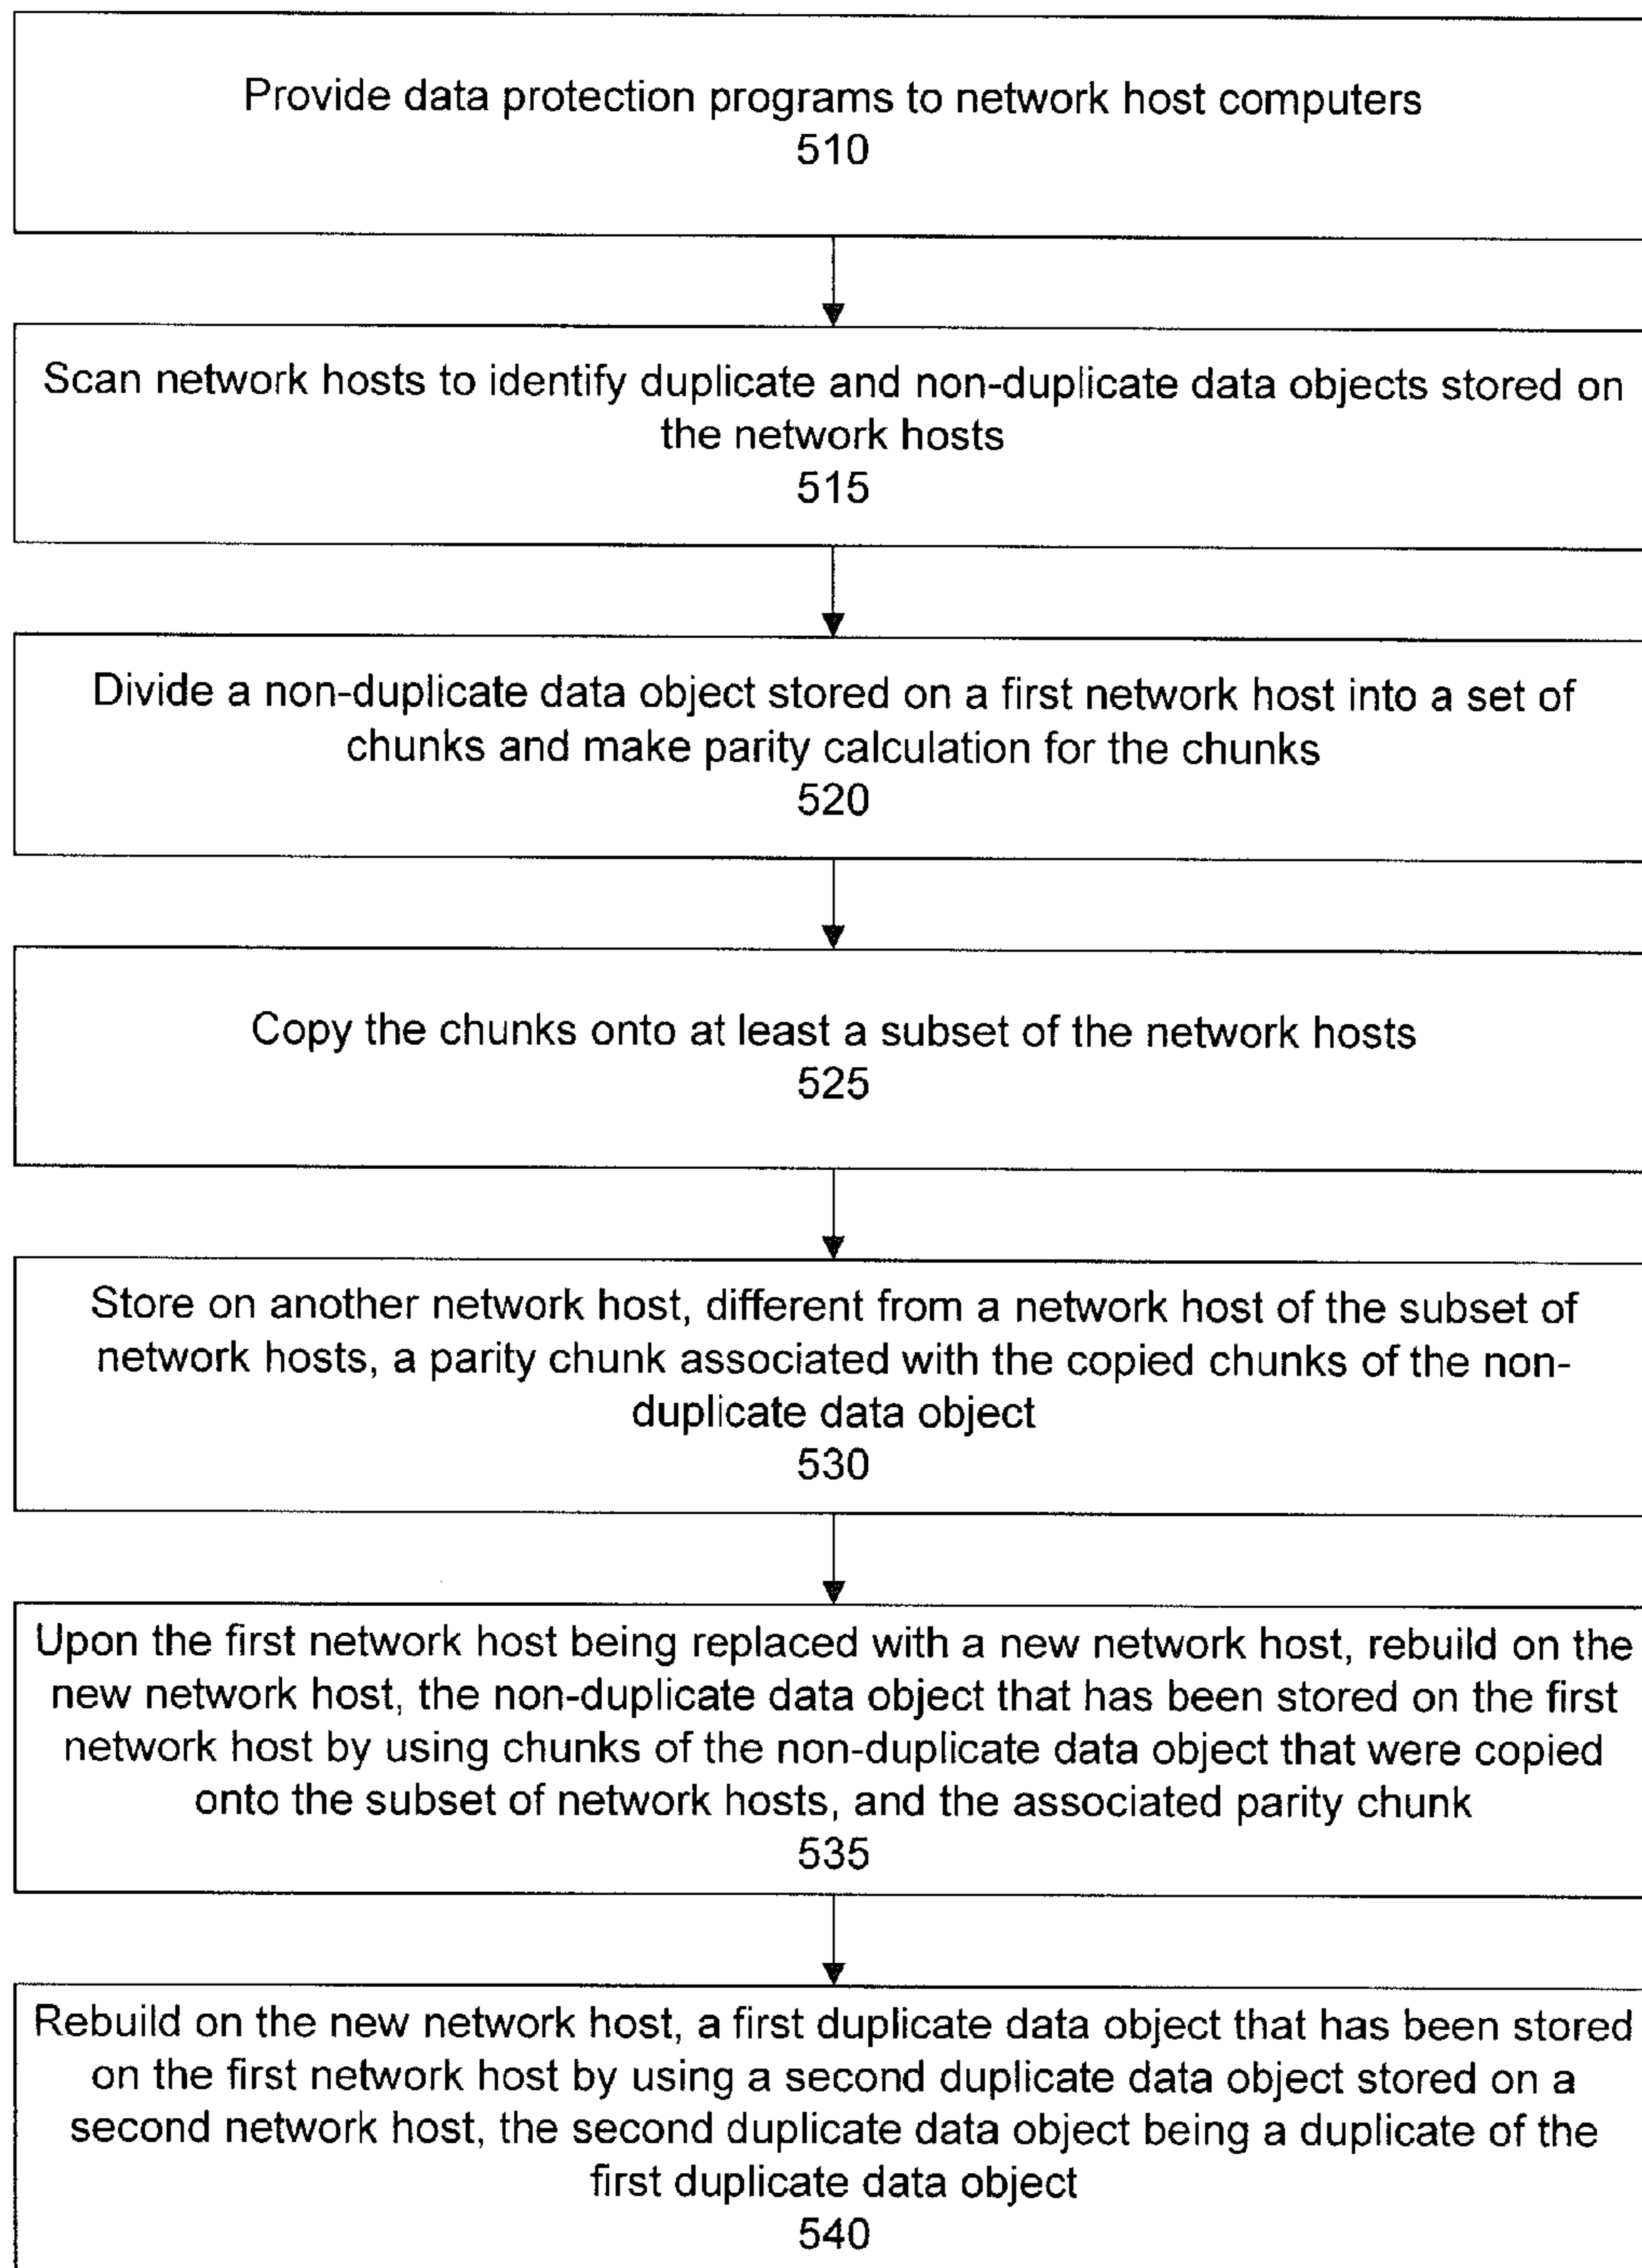 Provide data protection programs to network host computers
510
Scan network hosts to identify duplicate and non-duplicate data objects stored on
the network hosts
515
Divide a non-duplicate data object stored on a first network host into a set of
chunks and make parity calculation for the chunks
520
Copy the chunks onto at least a subset of the network hosts
525
Store on another network host, different from a network host of the subset of
network hosts, a parity chunk associated with the copied chunks of the non-
duplicate data object
530
Upon the first network host being replaced with a new network host, rebuild on the
new network host, the non-duplicate data object that has been stored on the first
network host by using chunks of the non-duplicate data object that were copied
onto the subset of network hosts, and the associated parity chunk
535
Rebuild on the new network host, a first duplicate data object that has been stored
on the first network host by using a second duplicate data object stored on a
second network host, the second duplicate data object being a duplicate of the
first duplicate data object
540